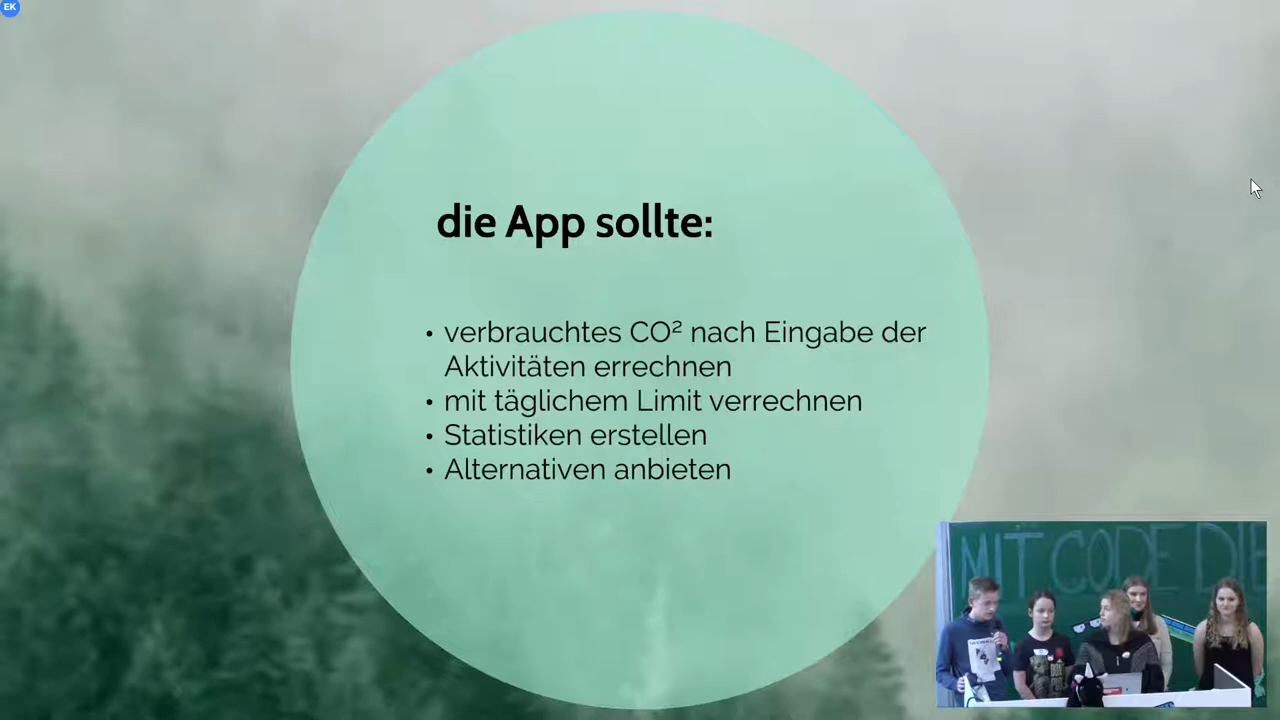 EK
die App sollte:
• verbrauchtes CO² nach Eingabe der
Aktivitäten errechnen
• mit täglichem Limit verrechnen
• Statistiken erstellen
• Alternativen anbieten
MIT CODE DIE